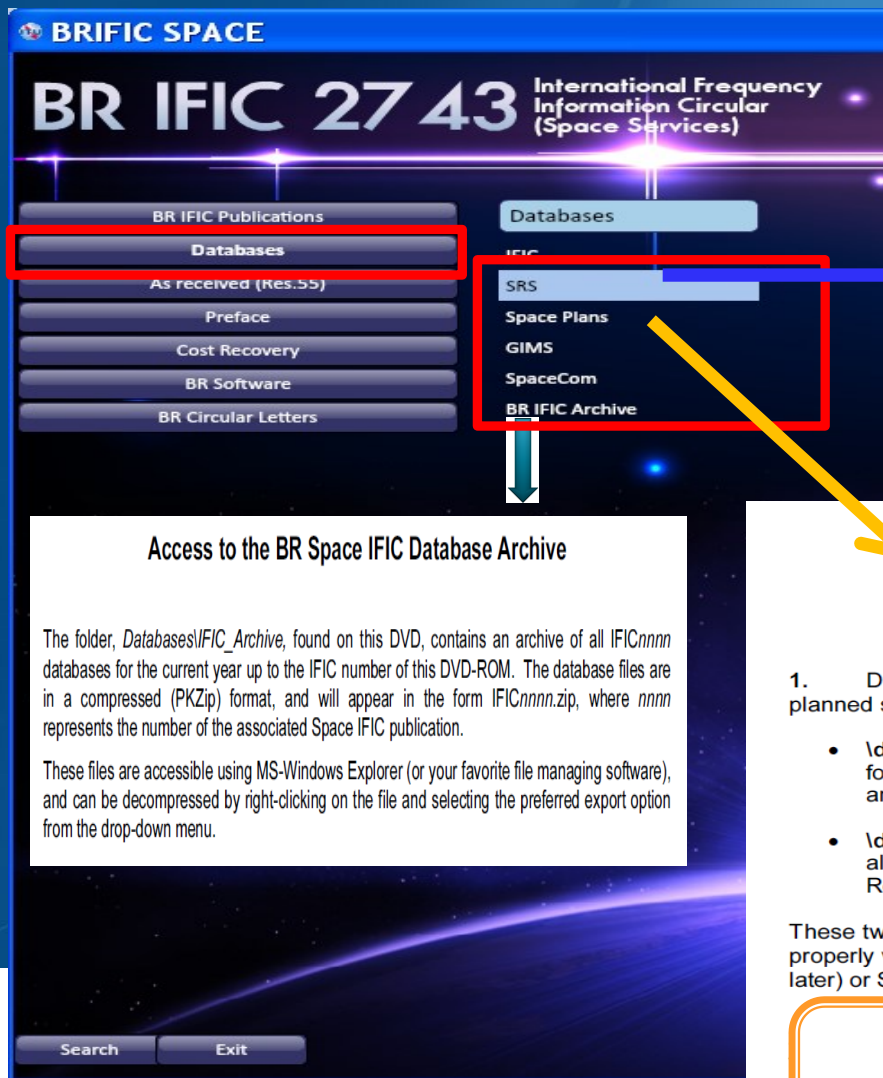 BRIFIC SPACE
BR IFIC 2743
International Frequency
Information Circular
(Space Services)
BR IFIC Publications
Databases
As received (Res.55)
Preface
Cost Recovery
BR Software
BR Circular Letters
Databases
IFIC
SRS
Space Plans
GIMS
SpaceCom
BR IFIC Archive
Access to the BR Space IFIC Database Archive
The folder, Databases\IFIC_Archive, found on this DVD, contains an archive of all IFICnnnn
databases for the current year up to the IFIC number of this DVD-ROM. The database files are
in a compressed (PKZip) format, and will appear in the form IFICnnnn.zip, where nnnn
represents the number of the associated Space IFIC publication.
These files are accessible using MS-Windows Explorer (or your favorite file managing software),
and can be decompressed by right-clicking on the file and selecting the preferred export option
from the drop-down menu.
1. D
planned s
• \d
fo
ar
• \d
al
R
These tw
properly
later) or S
Search
Exit